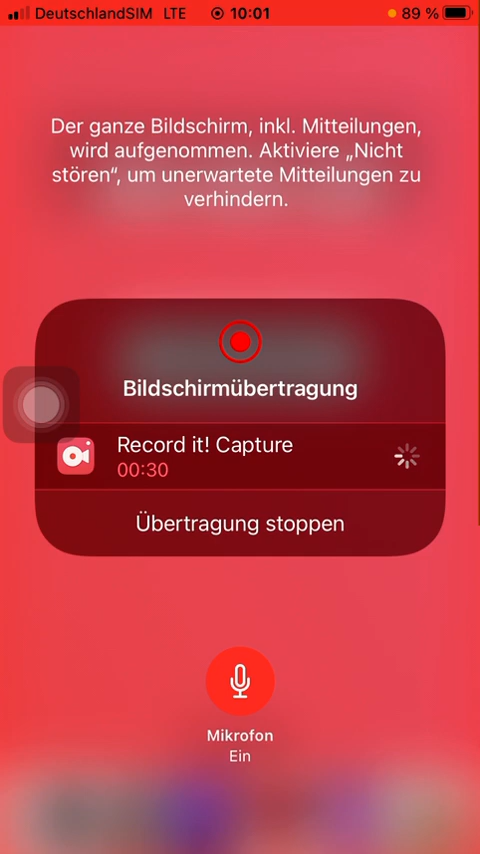 DeutschlandSIM LTE 10:01 89 %
Der ganze Bildschirm, inkl. Mitteilungen,
wird aufgenommen. Aktiviere „Nicht
stören“, um unerwartete Mitteilungen zu
verhindern.
Bildschirmübertragung
Record it! Capture
00:30
Übertragung stoppen
Mikrofon
Ein